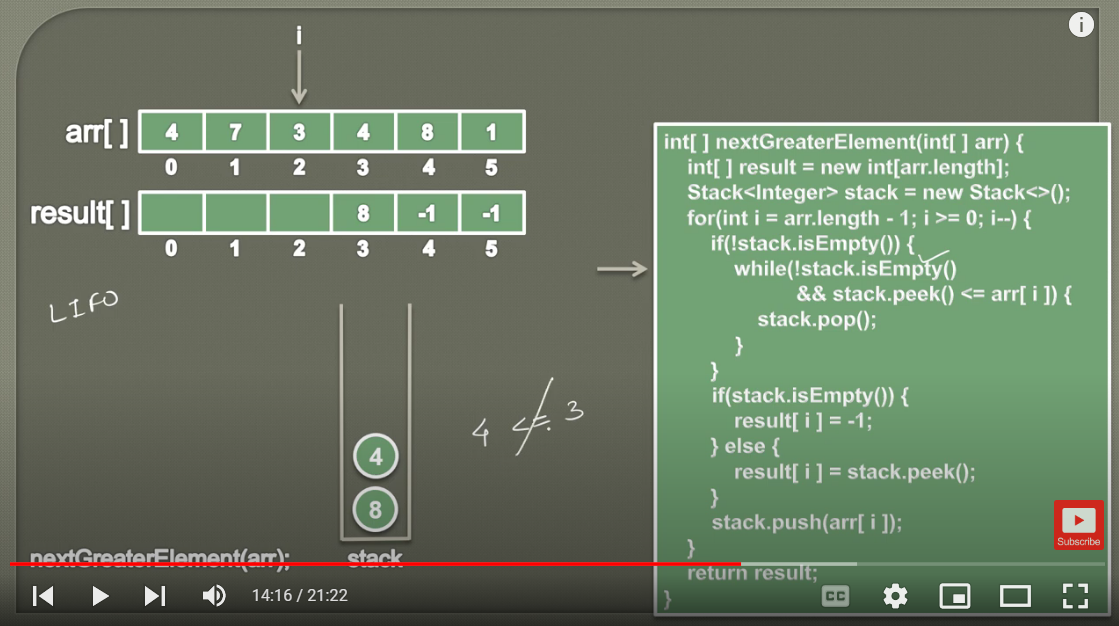 i
i
arr[ ] 4 7 3 4 8 1
0 1 2 3 4 5
result[ ] 8 -1 -1
0 1 2 3 4 5
LIFO
4 <= 3
4
8
nextGreaterElement(arr); stack
int[ ] nextGreaterElement(int[ ] arr) {
int[ ] result = new int[arr.length];
Stack<Integer> stack = new Stack<>();
for(int i = arr.length - 1; i >= 0; i--) {
if(!stack.isEmpty()) {
while(!stack.isEmpty()
&& stack.peek() <= arr[ i ]) {
stack.pop();
}
}
if(stack.isEmpty()) {
result[ i ] = -1;
} else {
result[ i ] = stack.peek();
}
stack.push(arr[ i ]);
}
return result;
}
Subscribe
14:16 / 21:22
CC